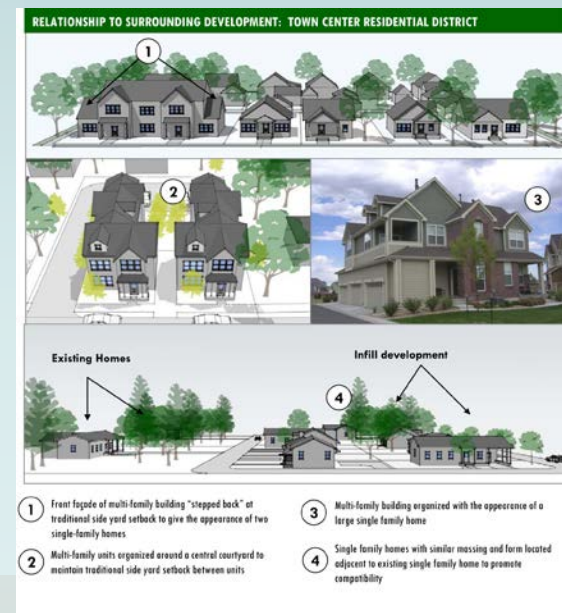 RELATIONSHIP TO SURROUNDING DEVELOPMENT: TOWN CENTER RESIDENTIAL DISTRICT
1
2
3
Existing Homes
Infill development
4
1 Front façade of multi-family building "stepped back" at
traditional side yard setback to give the appearance of two
single-family homes
2 Multi-family units organized around a central courtyard to
maintain traditional side yard setback between units
3 Multi-family building organized with the appearance of a
large single family home
4 Single family homes with similar massing and form located
adjacent to existing single family home to promote
compatibility